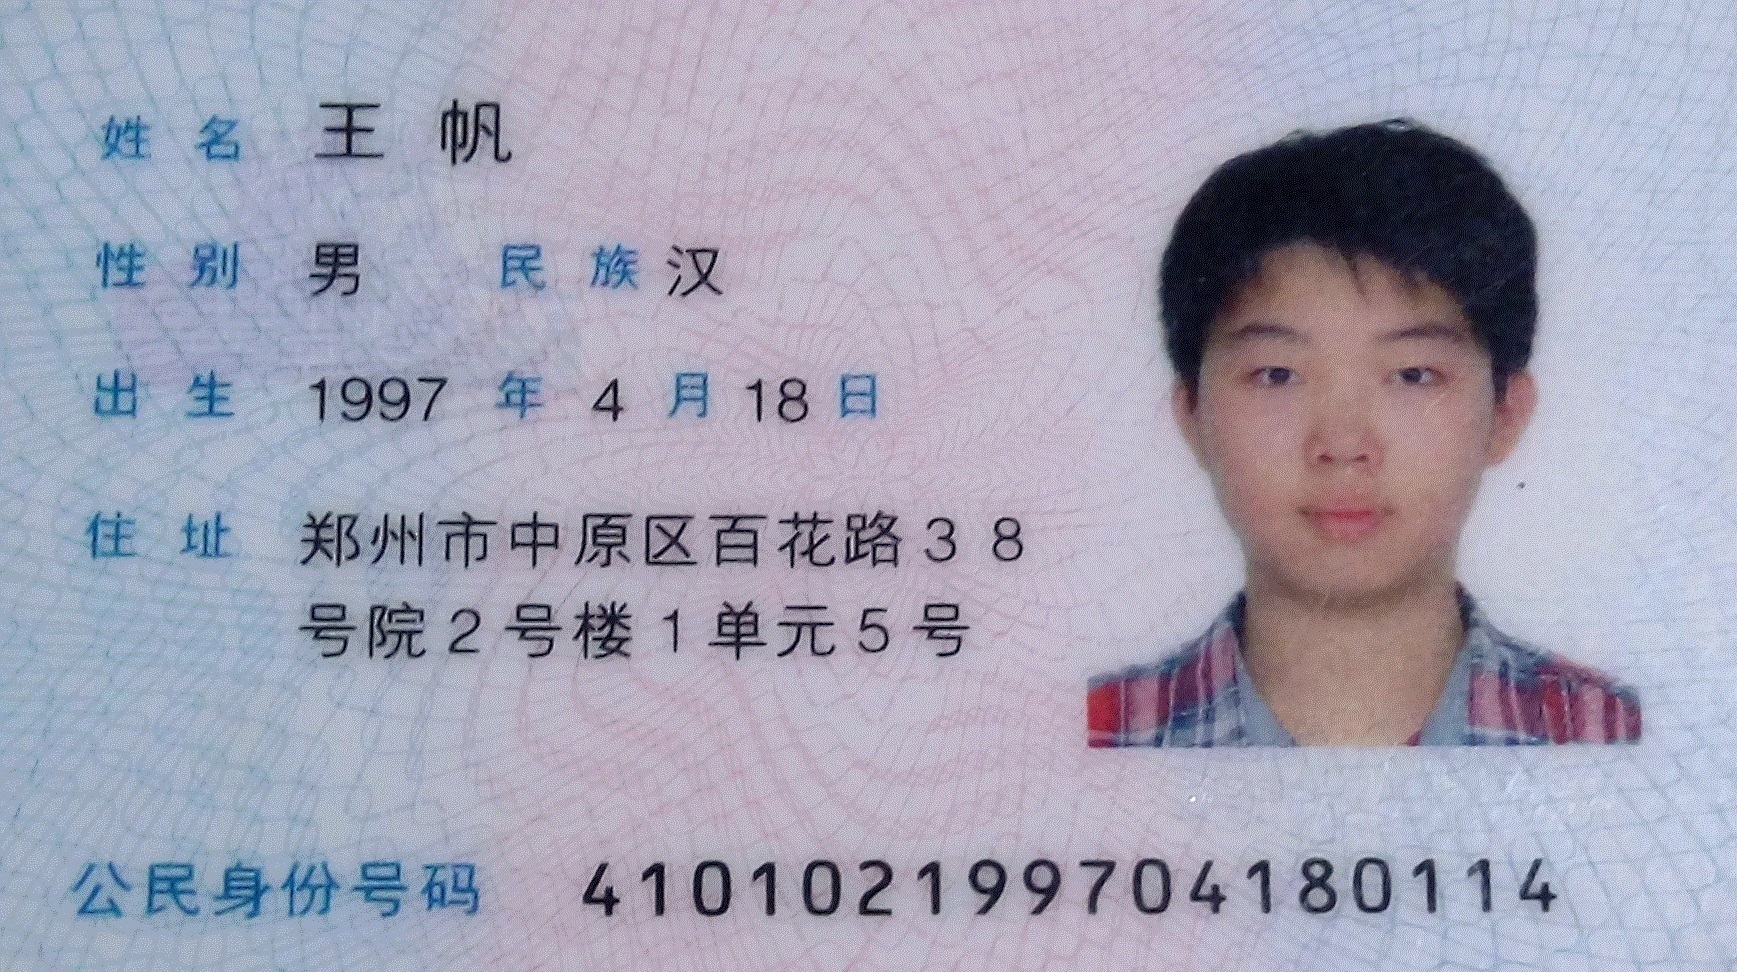 姓名 王帆
性别 男 民族 汉
出生 1997 年 4 月 18 日
住址 郑州市中原区百花路38
号院2号楼1单元5号
公民身份号码 410102199704180114